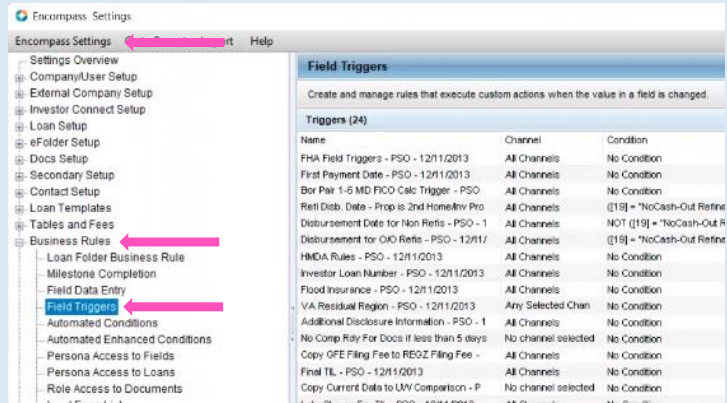 Encompass Settings
Encompass Settings
Help
Settings Overview
Company/User Setup
External Company Setup
Investor Connect Setup
Loan Setup
eFolder Setup
Docs Setup
Secondary Setup
Contact Setup
Loan Templates
Tables and Fees
Business Rules
Loan Folder Business Rule
Milestone Completion
Field Data Entry
Field Triggers
Automated Conditions
Automated Enhanced Conditions
Persona Access to Fields
Persona Access to Loans
Role Access to Documents
Field Triggers
Create and manage rules that execute custom actions when the value in a field is changed.
Triggers (24)
Name Channel Condition
FHA Field Triggers - PSO - 12/11/2013 All Channels No Condition
First Payment Date - PSO - 12/11/2013 All Channels No Condition
Bor Pair 1-6 MID FICO Calc Trigger - PSO All Channels No Condition
Refi Disb. Date - Prop is 2nd Home/Inv Pro All Channels ([19] = "NoCash-Out Refina
Disbursement Date for Non Refis - PSO - 1 All Channels NOT ([19] = "NoCash-Out R
Disbursement for O/O Refis - PSO - 12/11/ All Channels ([19] = "NoCash-Out Refina
HMDA Rules - PSO - 12/11/2013 All Channels No Condition
Investor Loan Number - PSO - 12/11/2013 All Channels No Condition
Flood Insurance - PSO - 12/11/2013 All Channels No Condition
VA Residual Region - PSO - 12/11/2013 Any Selected Chan No Condition
Additional Disclosure Information - PSO - 1 All Channels No Condition
No Comp Rdy For Docs if less than 5 days No channel selected No Condition
Copy GFE Filing Fee to REGZ Filing Fee - All Channels No Condition
Final TIL - PSO - 12/11/2013 All Channels No Condition
Copy Current Data to UW Comparison - P No channel selected No Condition